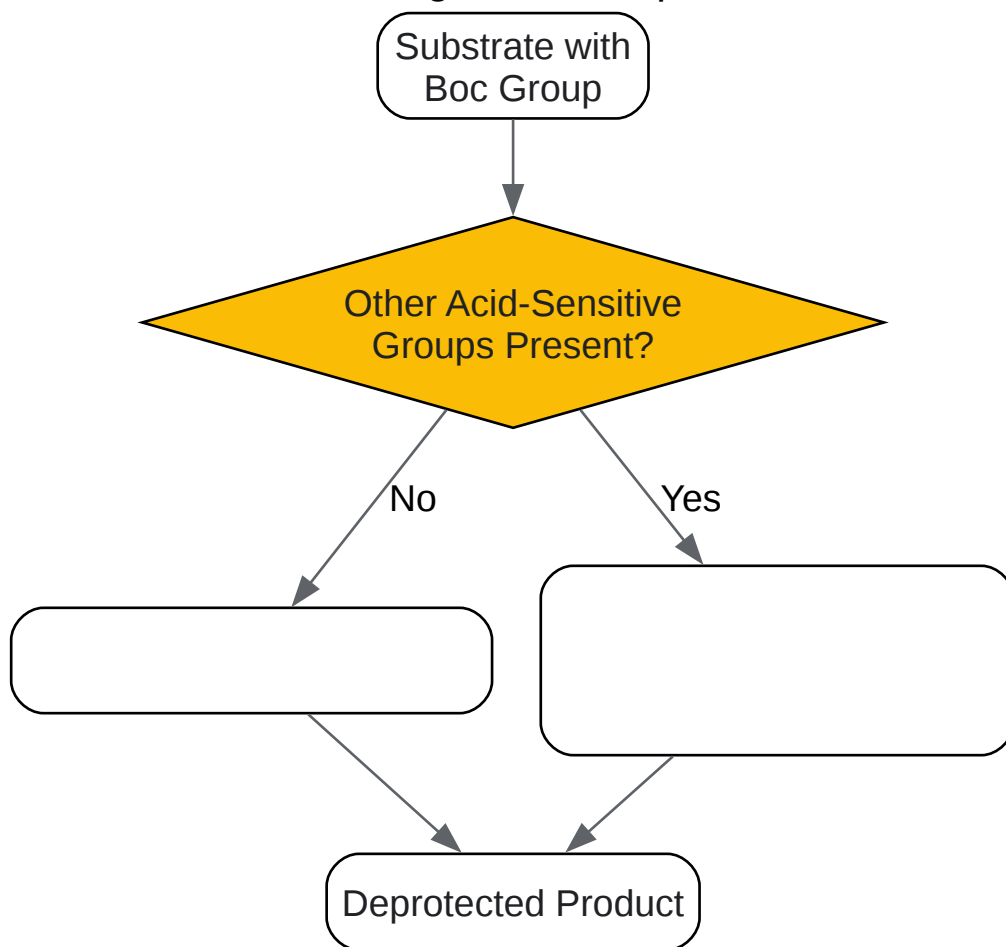 Substrate with
Boc Group
Other Acid-Sensitive
Groups Present?
No
Yes
Deprotected Product